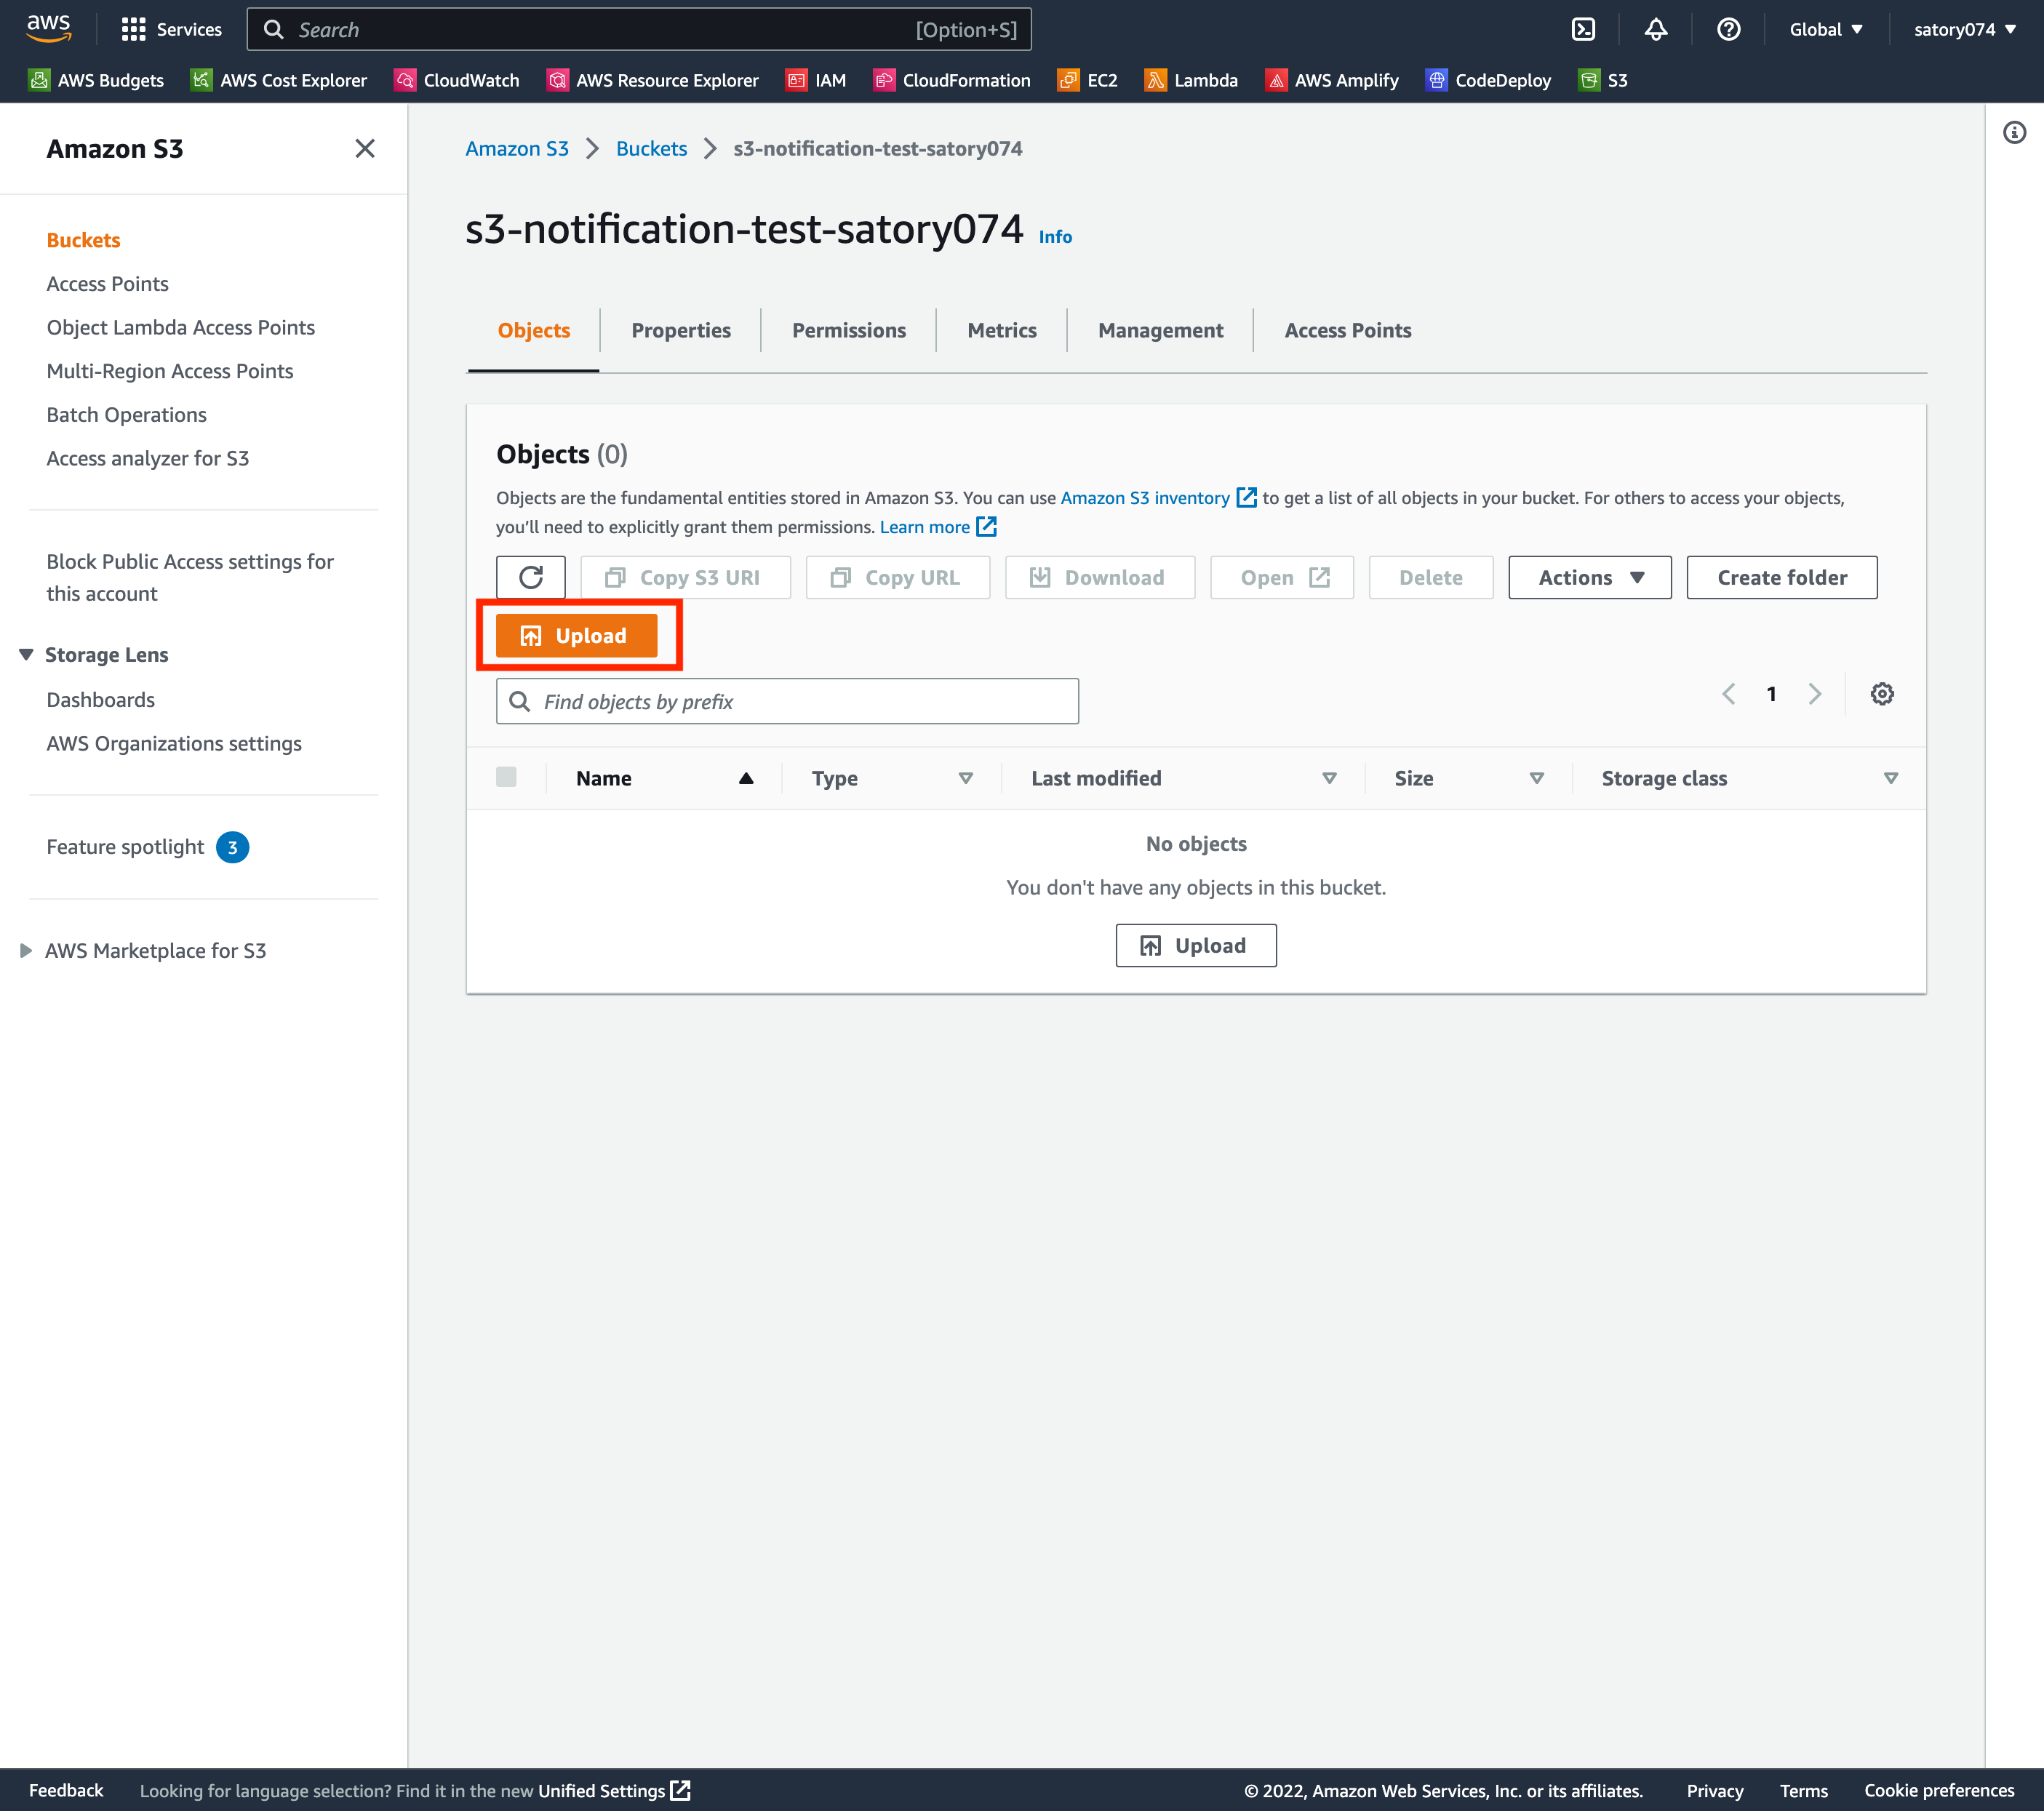 aws
Services
Search
[Option+S]
Global
satory074
AWS Budgets
AWS Cost Explorer
CloudWatch
AWS Resource Explorer
IAM
CloudFormation
EC2
Lambda
AWS Amplify
CodeDeploy
S3
Amazon S3
Buckets
Access Points
Object Lambda Access Points
Multi-Region Access Points
Batch Operations
Access analyzer for S3
Block Public Access settings for
this account
Storage Lens
Dashboards
AWS Organizations settings
Feature spotlight 3
AWS Marketplace for S3
Amazon S3 > Buckets > s3-notification-test-satory074
s3-notification-test-satory074 Info
Objects
Properties
Permissions
Metrics
Management
Access Points
Objects (0)
Objects are the fundamental entities stored in Amazon S3. You can use Amazon S3 inventory to get a list of all objects in your bucket. For others to access your objects,
you’ll need to explicitly grant them permissions. Learn more
Copy S3 URI
Copy URL
Download
Open
Delete
Actions
Create folder
Upload
Find objects by prefix
1
Name
Type
Last modified
Size
Storage class
No objects
You don't have any objects in this bucket.
Upload
Feedback
Looking for language selection? Find it in the new Unified Settings
© 2022, Amazon Web Services, Inc. or its affiliates.
Privacy
Terms
Cookie preferences